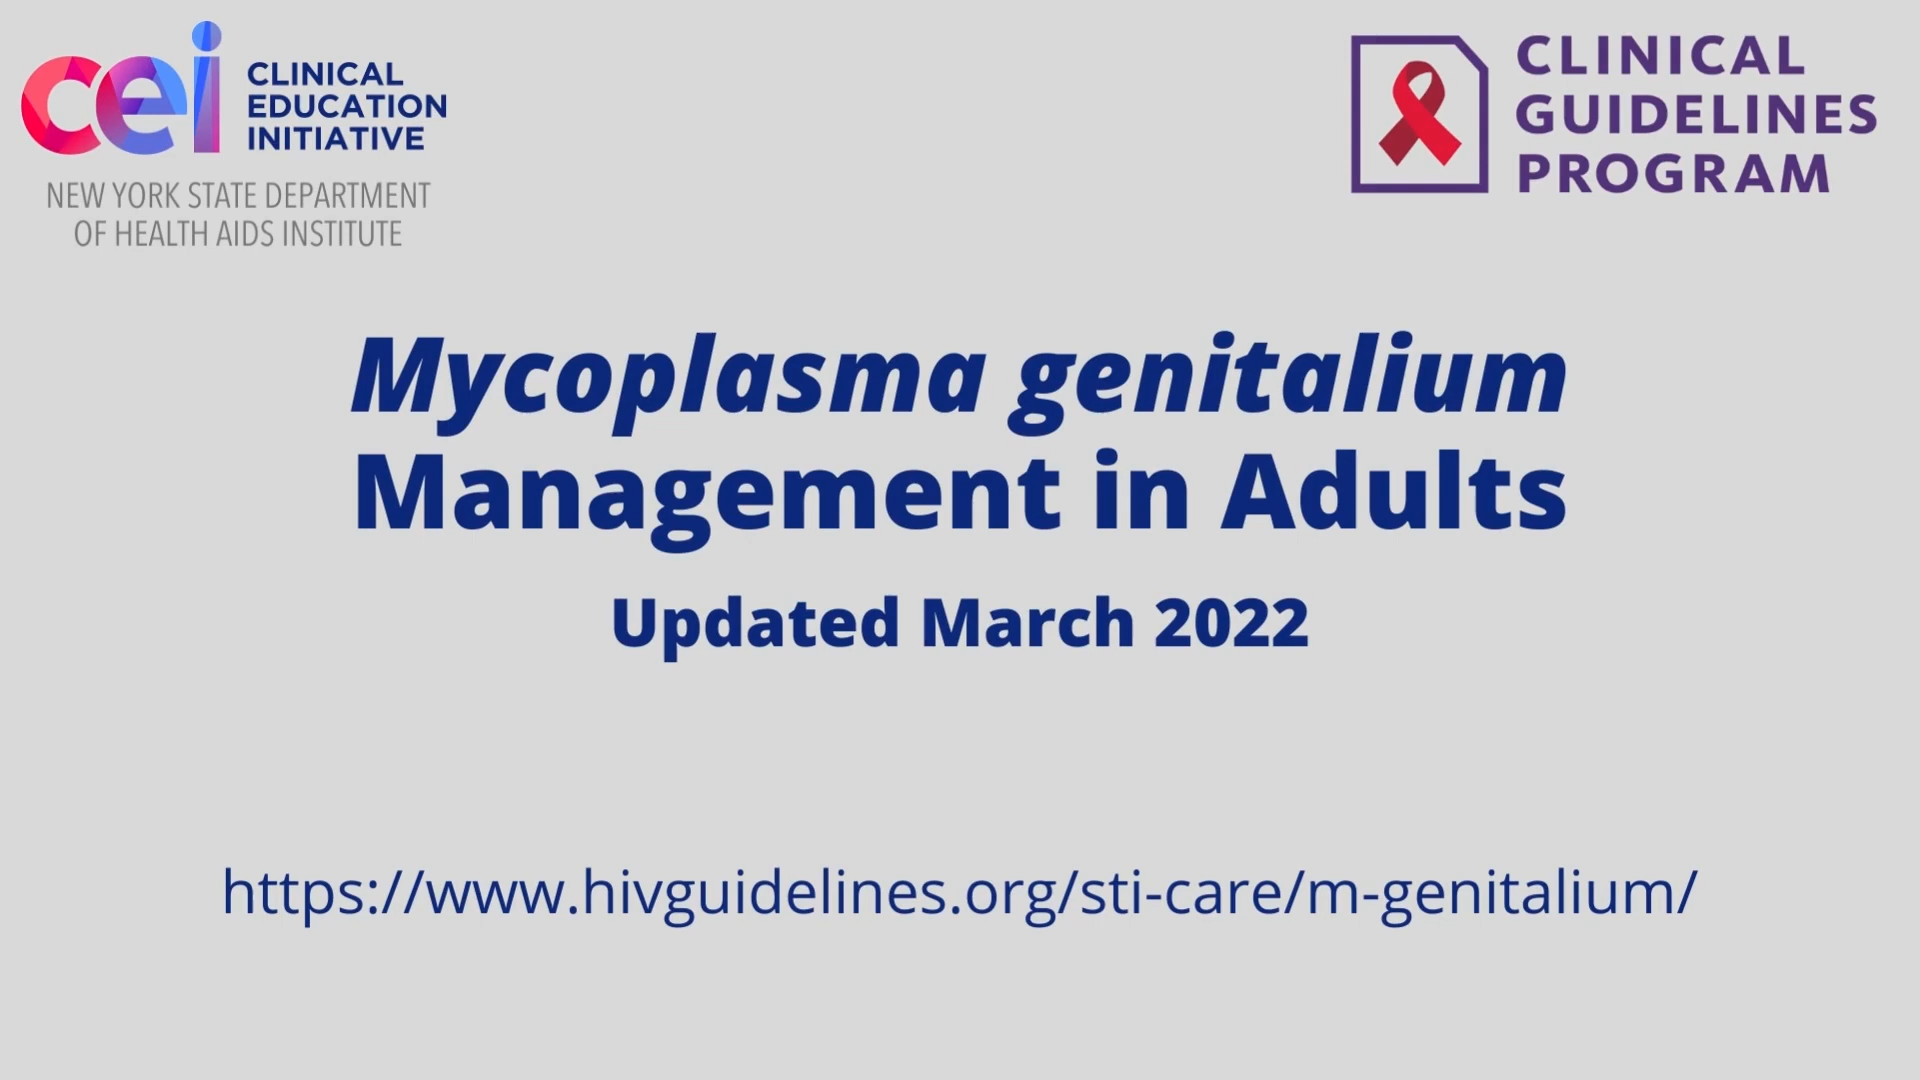 cei
CLINICAL
EDUCATION
INITIATIVE
NEW YORK STATE DEPARTMENT
OF HEALTH AIDS INSTITUTE
CLINICAL
GUIDELINES
PROGRAM
Mycoplasma genitalium
Management in Adults
Updated March 2022
https://www.hivguidelines.org/sti-care/m-genitalium/